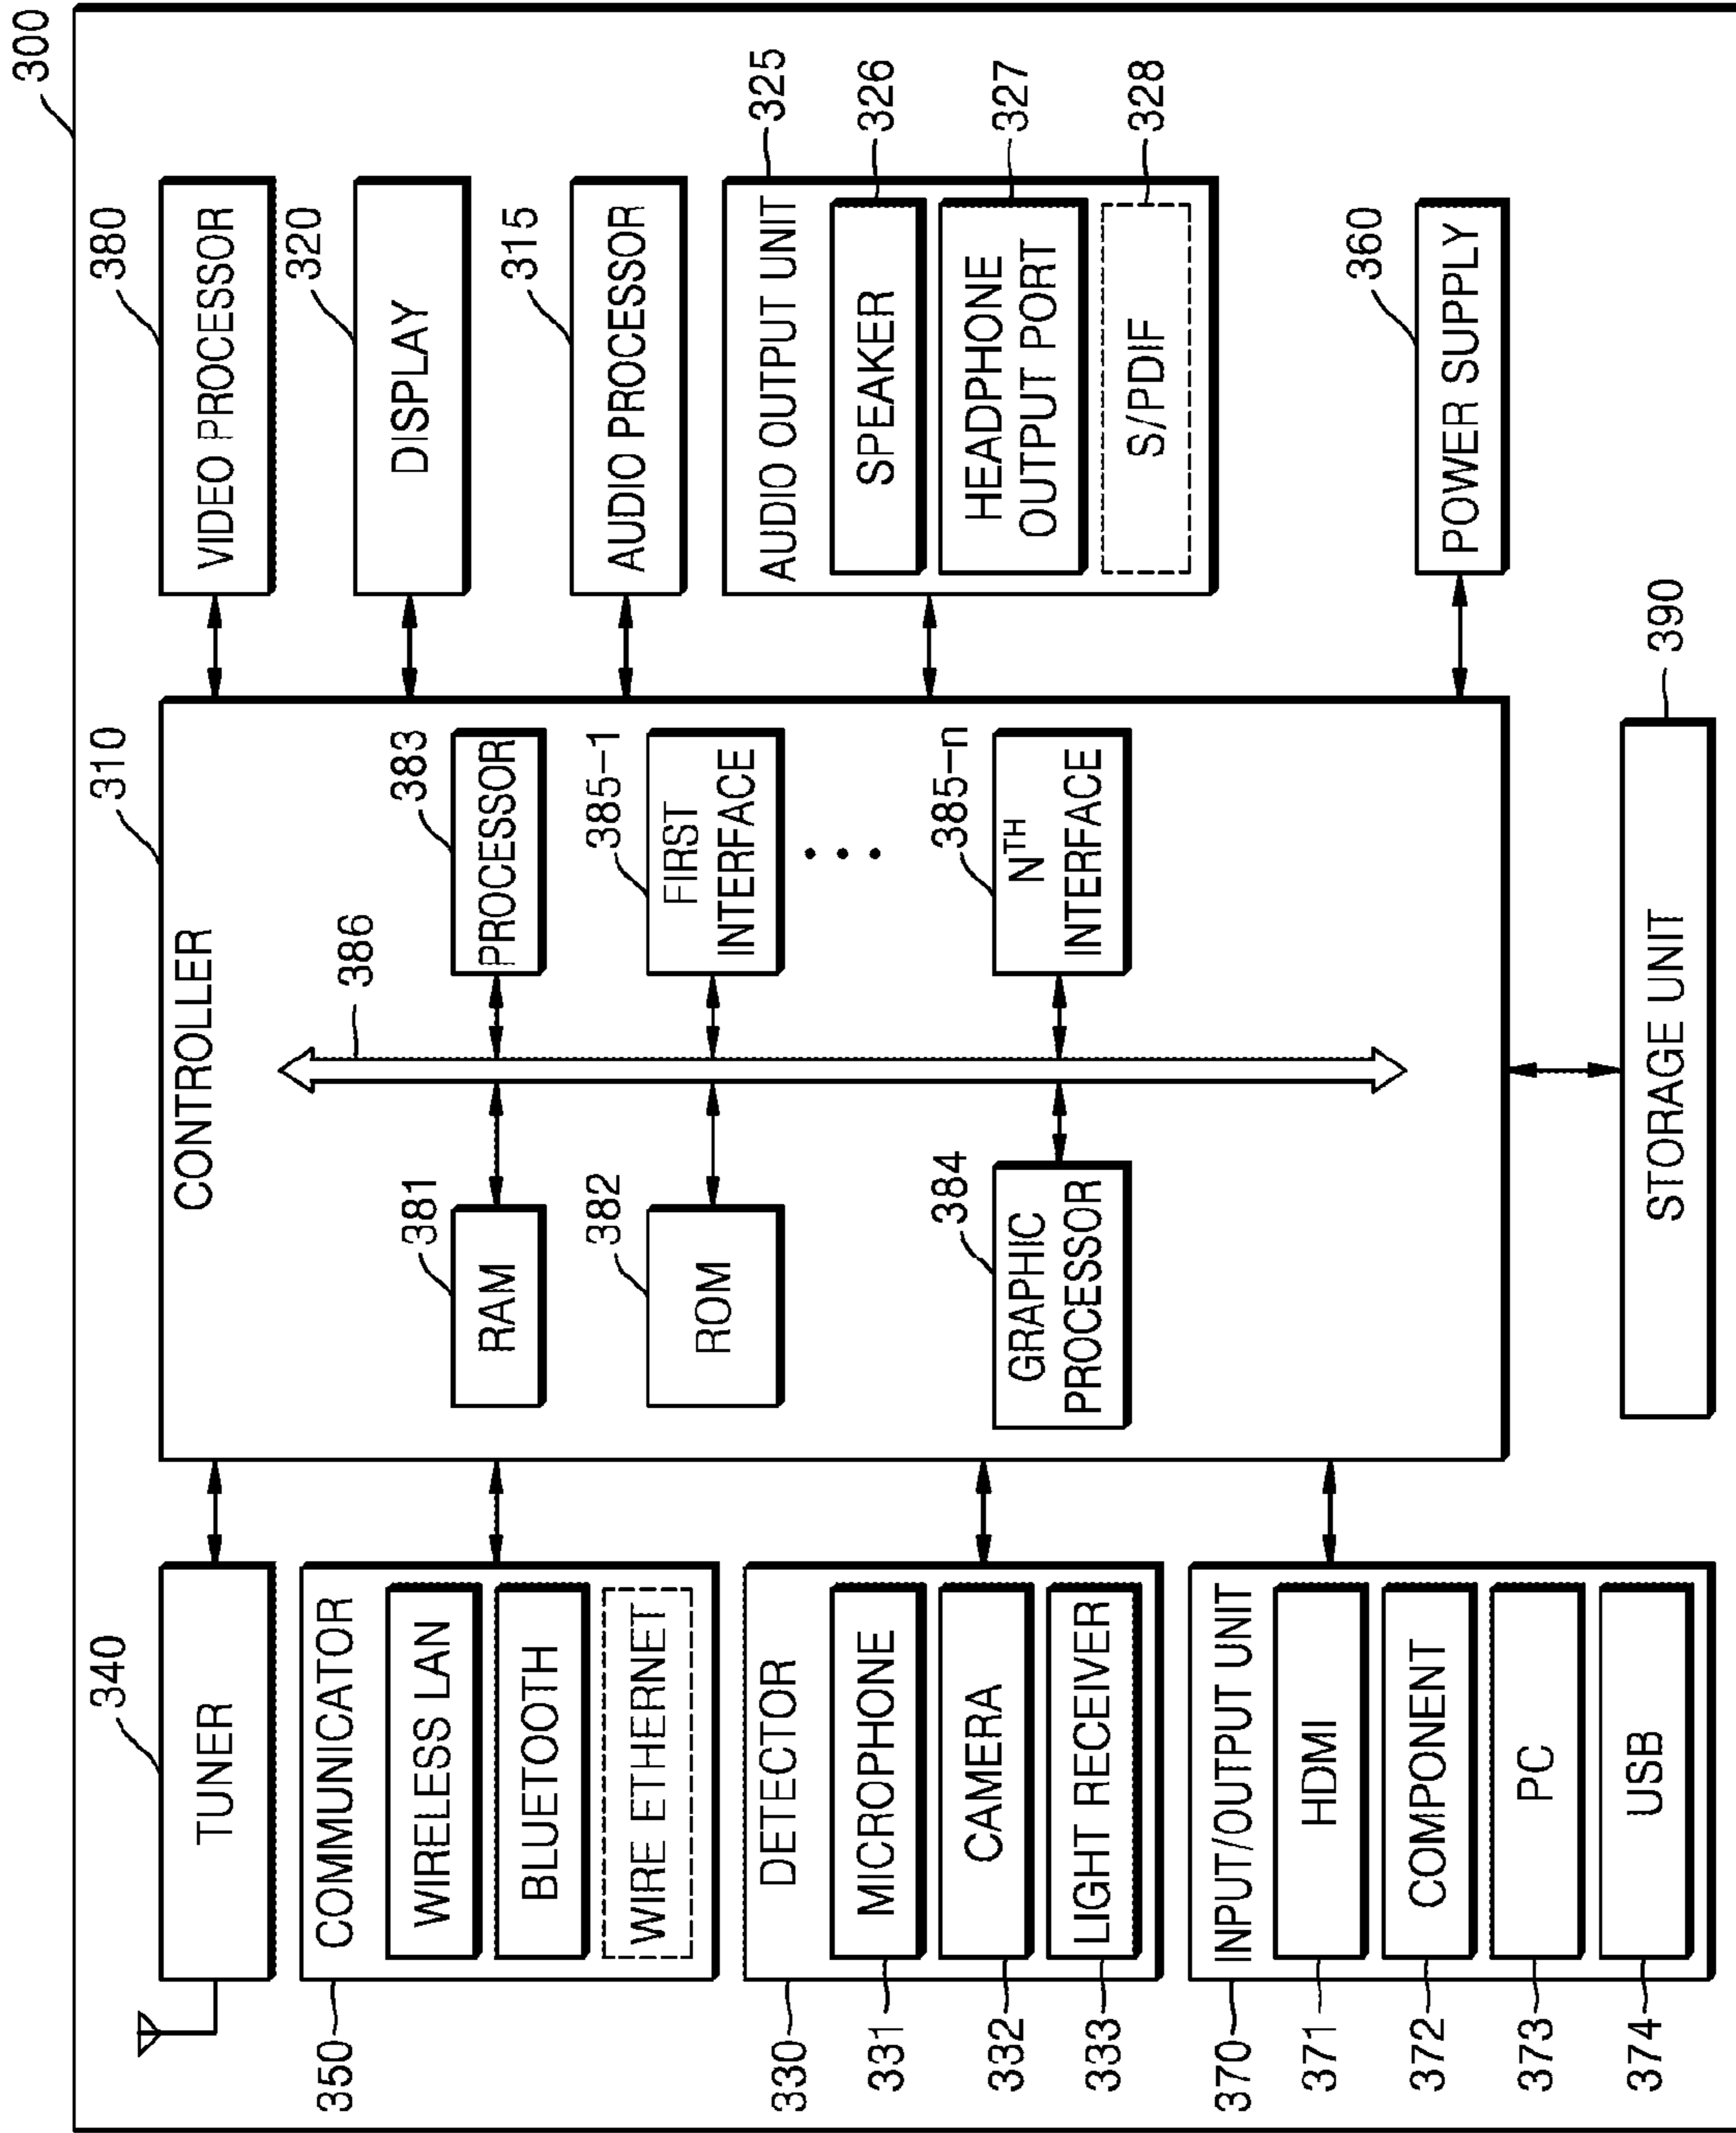 300
340
TUNER
350
COMMUNICATOR
WIRELESS LAN
BLUETOOTH
WIRE ETHERNET
330
DETECTOR
331
MICROPHONE
332
CAMERA
333
LIGHT RECEIVER
370
INPUT/OUTPUT UNIT
371
HDMI
372
COMPONENT
373
PC
374
USB
310
CONTROLLER
386
381
RAM
383
PROCESSOR
382
ROM
385-1
FIRST
INTERFACE
384
GRAPHIC
PROCESSOR
385-n
NTH
INTERFACE
390
STORAGE UNIT
380
VIDEO PROCESSOR
320
DISPLAY
315
AUDIO PROCESSOR
325
AUDIO OUTPUT UNIT
326
SPEAKER
327
HEADPHONE
OUTPUT PORT
328
S/PDIF
360
POWER SUPPLY